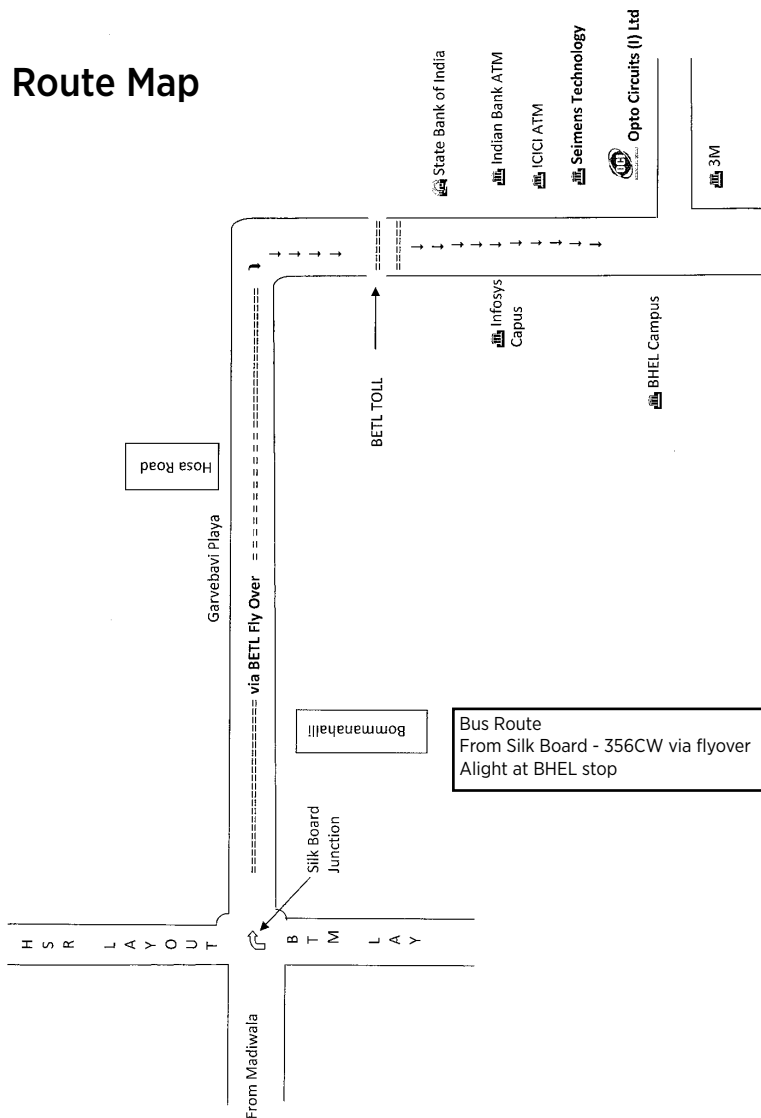 Route Map
State Bank of India
Indian Bank ATM
ICICI ATM
Seimens Technology
Opto Circuits (I) Ltd
3M
Infosys
Capus
BHEL Campus
BETL TOLL
Hosa Road
Garvebavi Playa
via BETL Fly Over
Bommanahalli
Bus Route
From Silk Board - 356CW via flyover
Alight at BHEL stop
Silk Board
Junction
HSR LAYOUT
BTM LAY
From Madiwala